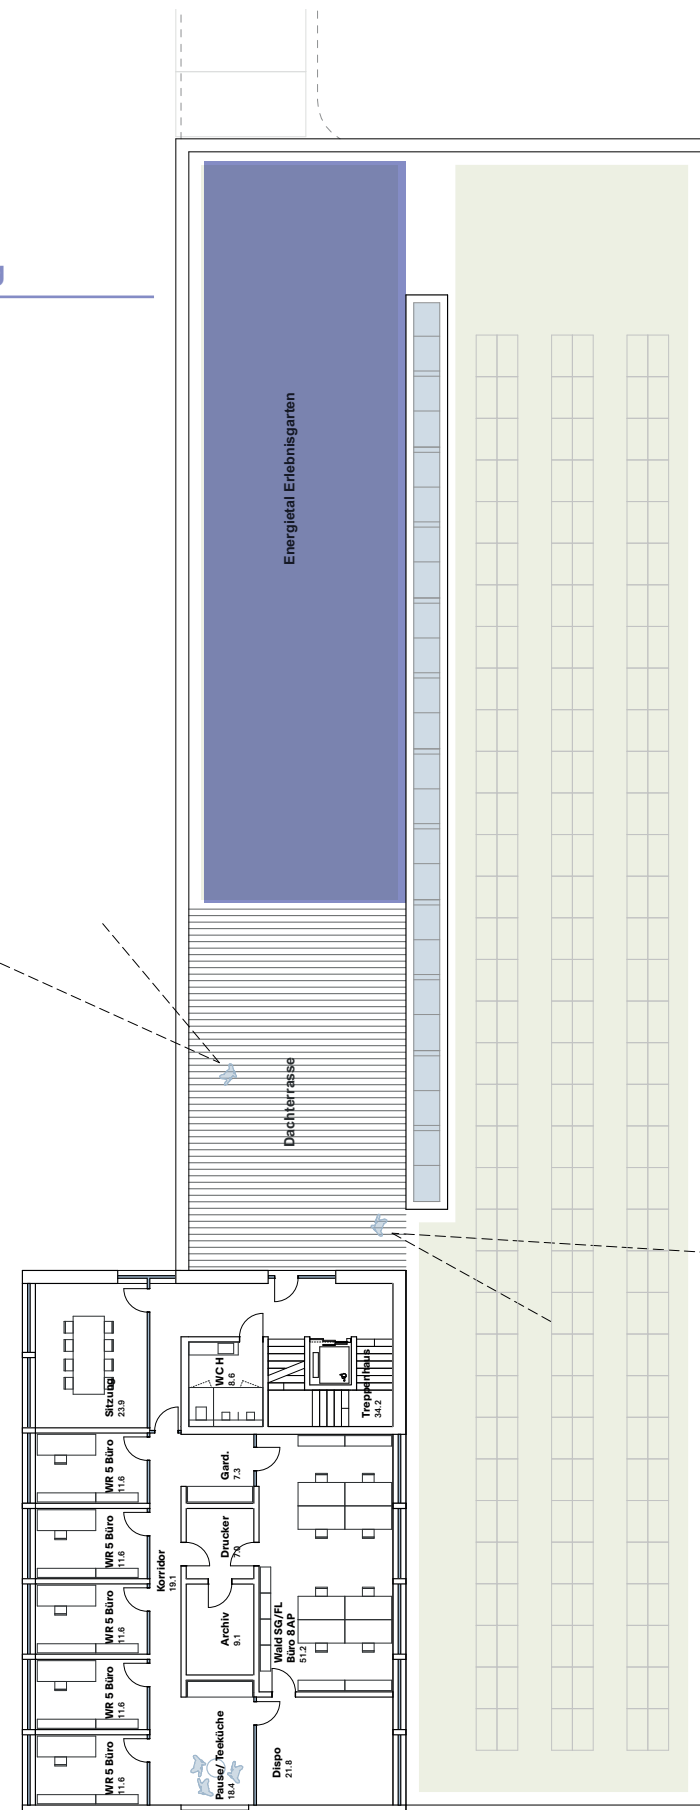 Energietal Erlebnisgarten
Dachterrasse
Sitzung
23.9
WC H
8.6
Treppenhaus
34.2
WR 5 Büro
11.6
Gard.
7.3
WR 5 Büro
11.6
Korridor
19.1
Drucker
7.0
WR 5 Büro
11.6
Archiv
9.1
Wald SG/FL
Büro 8 AP
51.2
WR 5 Büro
11.6
WR 5 Büro
11.6
Pause/Teeküche
18.4
Dispo
21.8